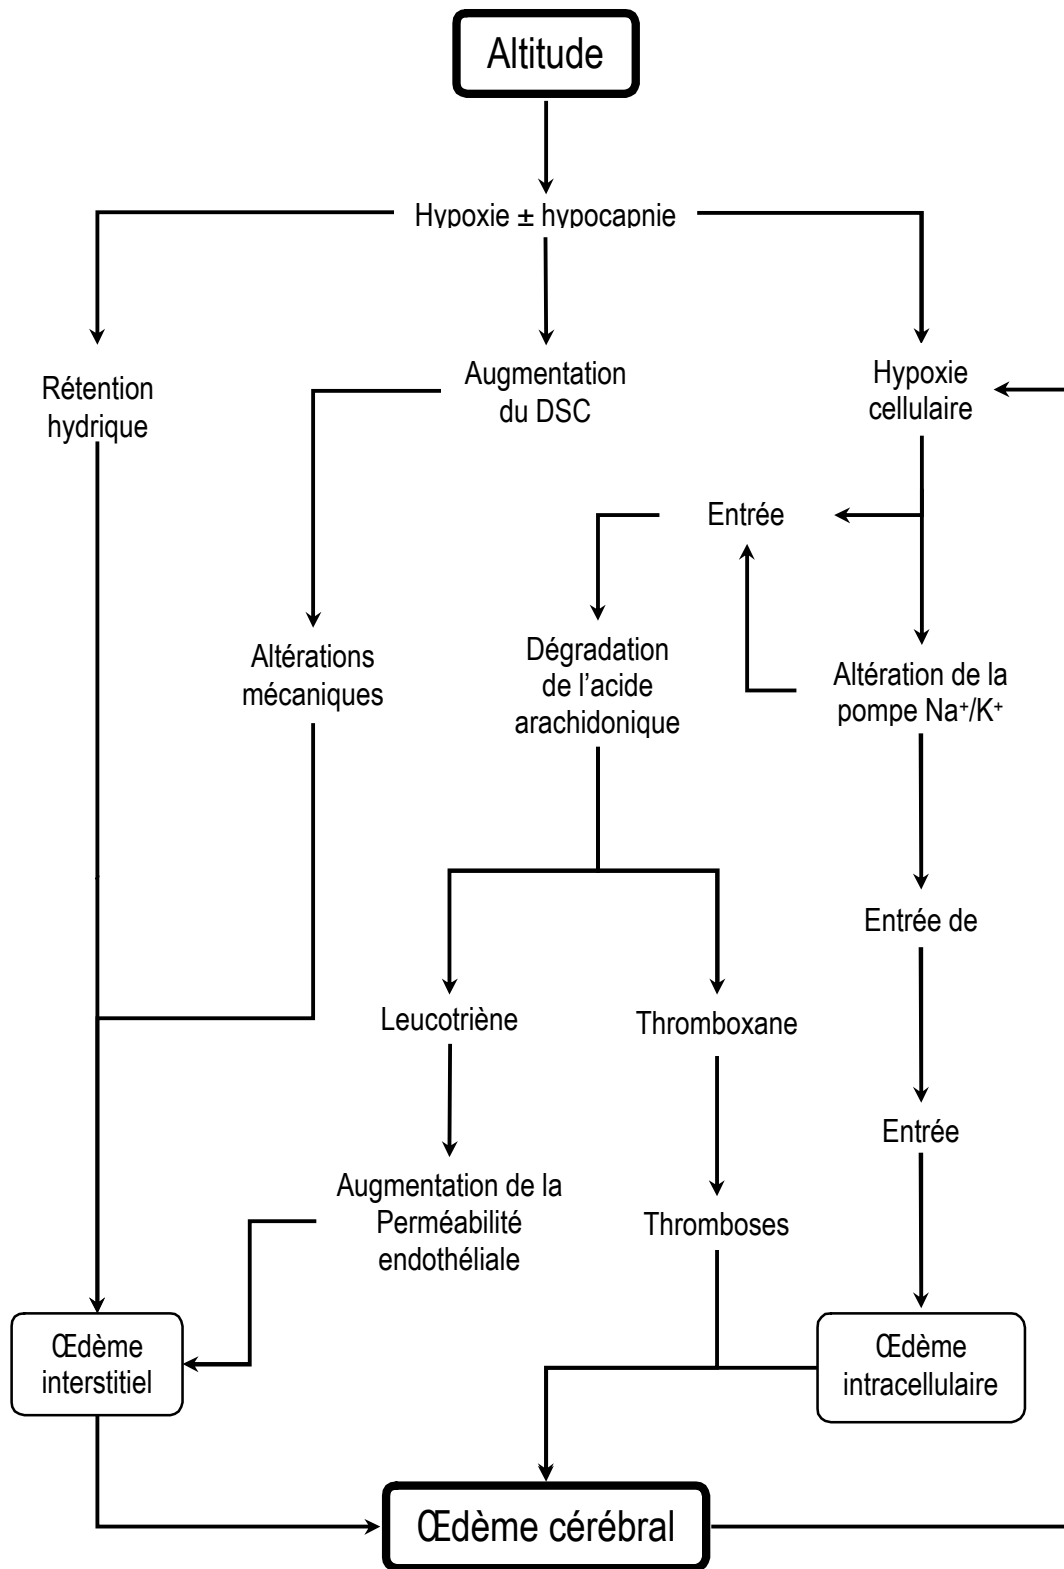 Altitude
Hypoxie ± hypocapnie
Rétention
hydrique
Augmentation
du DSC
Hypoxie
cellulaire
Entrée
Altérations
mécaniques
Dégradation
de l’acide
arachidonique
Altération de la
pompe Na⁺/K⁺
Entrée de
Leucotriène
Thromboxane
Entrée
Augmentation de la
Perméabilité
endothéliale
Thromboses
Œdème
interstitiel
Œdème
intracellulaire
Œdème cérébral